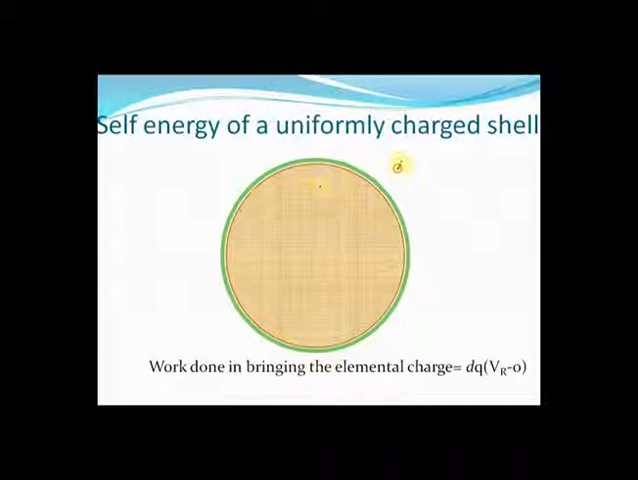 Self energy of a uniformly charged shell
Work done in bringing the elemental charge= dq(V_R-0)